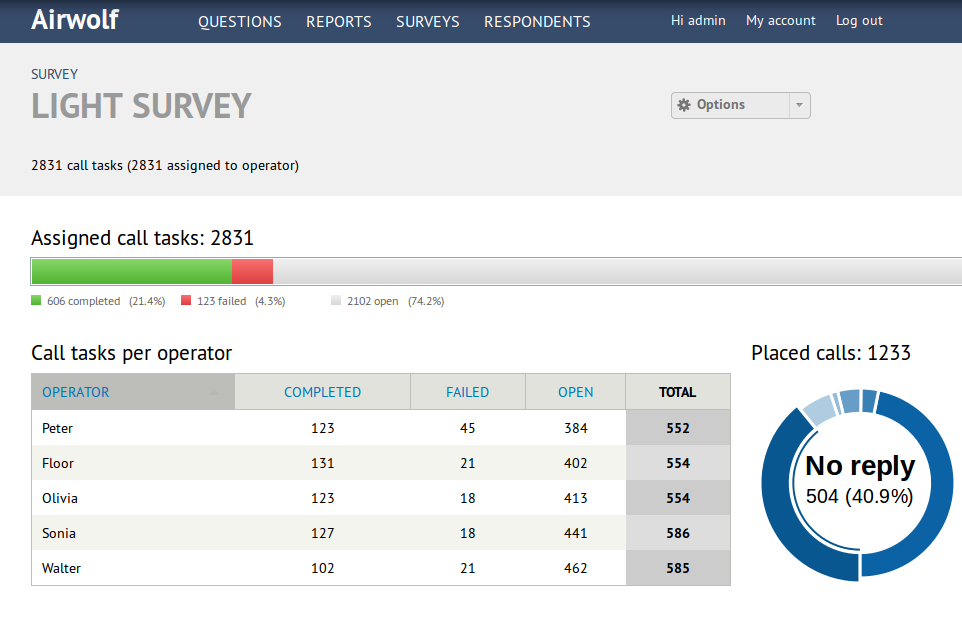 Airwolf QUESTIONS REPORTS SURVEYS RESPONDENTS Hi admin My account Log out
SURVEY
LIGHT SURVEY
Options
2831 call tasks (2831 assigned to operator)
Assigned call tasks: 2831
606 completed (21.4%) 123 failed (4.3%) 2102 open (74.2%)
Call tasks per operator
OPERATOR COMPLETED FAILED OPEN TOTAL
Peter 123 45 384 552
Floor 131 21 402 554
Olivia 123 18 413 554
Sonia 127 18 441 586
Walter 102 21 462 585
Placed calls: 1233
No reply
504 (40.9%)